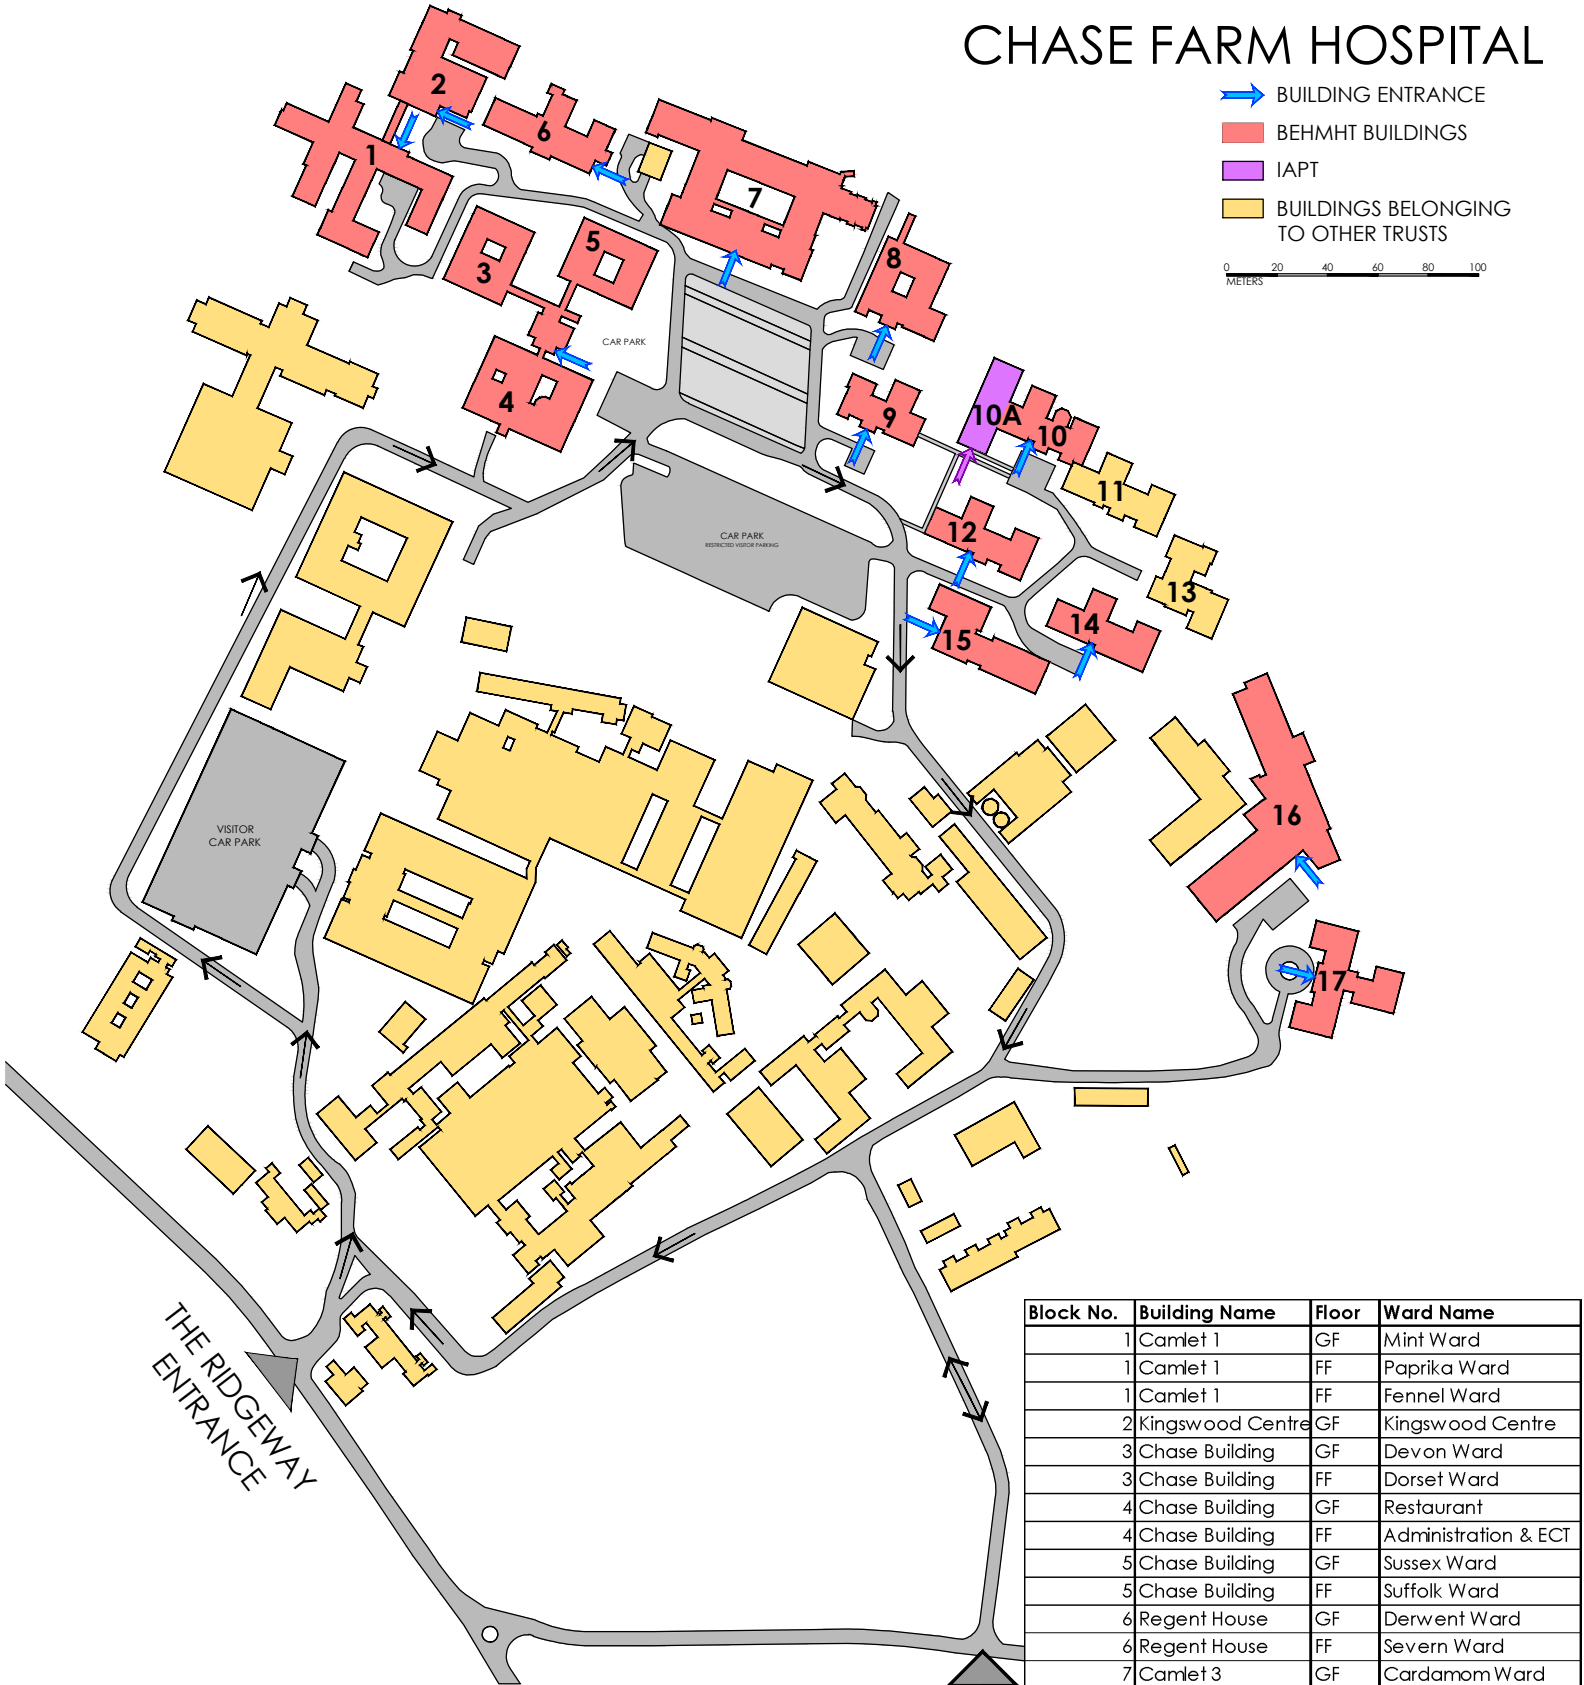 CHASE FARM HOSPITAL
BUILDING ENTRANCE
BEHMHT BUILDINGS
IAPT
BUILDINGS BELONGING
TO OTHER TRUSTS
0 20 40 60 80 100
METERS
2
6
1
7
5
8
3
CAR PARK
4
9
10A
10
11
12
CAR PARK
RESTRICTED VISITOR PARKING
13
14
15
16
VISITOR
CAR PARK
17
THE RIDGEWAY
ENTRANCE
Block No. Building Name Floor Ward Name
1 Camlet 1 GF Mint Ward
1 Camlet 1 FF Paprika Ward
1 Camlet 1 FF Fennel Ward
2 Kingswood Centre GF Kingswood Centre
3 Chase Building GF Devon Ward
3 Chase Building FF Dorset Ward
4 Chase Building GF Restaurant
4 Chase Building FF Administration & ECT
5 Chase Building GF Sussex Ward
5 Chase Building FF Suffolk Ward
6 Regent House GF Derwent Ward
6 Regent House FF Severn Ward
7 Camlet 3 GF Cardamom Ward